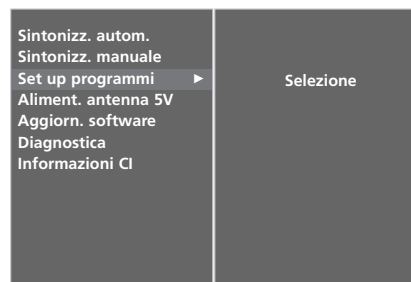 Sintonizz. autom.
Sintonizz. manuale
Set up programmi ►
Selezione
Aliment. antenna 5V
Aggiorn. software
Diagnostica
Informazioni CI